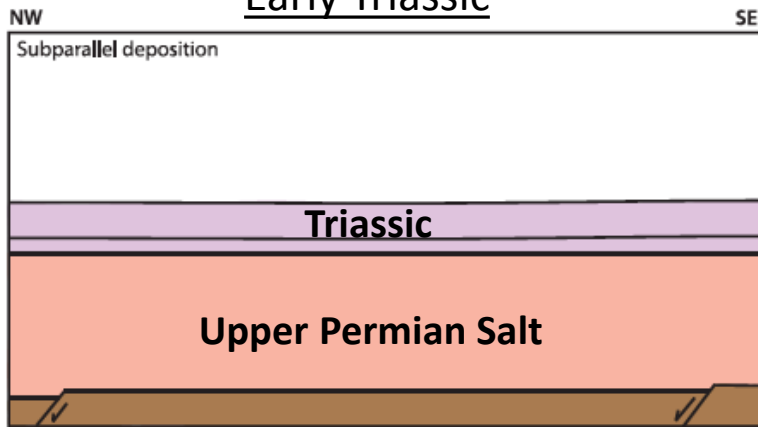 Early Triassic
NW
SE
Subparallel deposition
Triassic
Upper Permian Salt